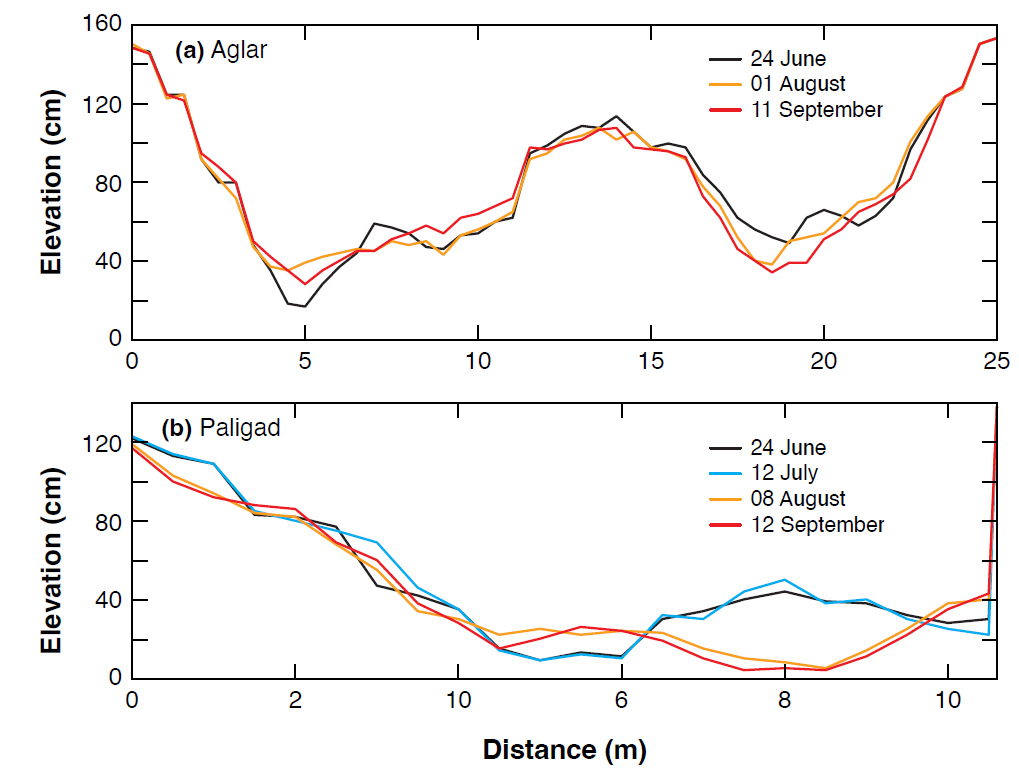 160
(a) Aglar
24 June
01 August
11 September
120
80
40
0
Elevation (cm)
0 5 10 15 20 25
(b) Paligad
24 June
12 July
08 August
12 September
120
80
40
0
Elevation (cm)
0 2 10 6 8 10
Distance (m)